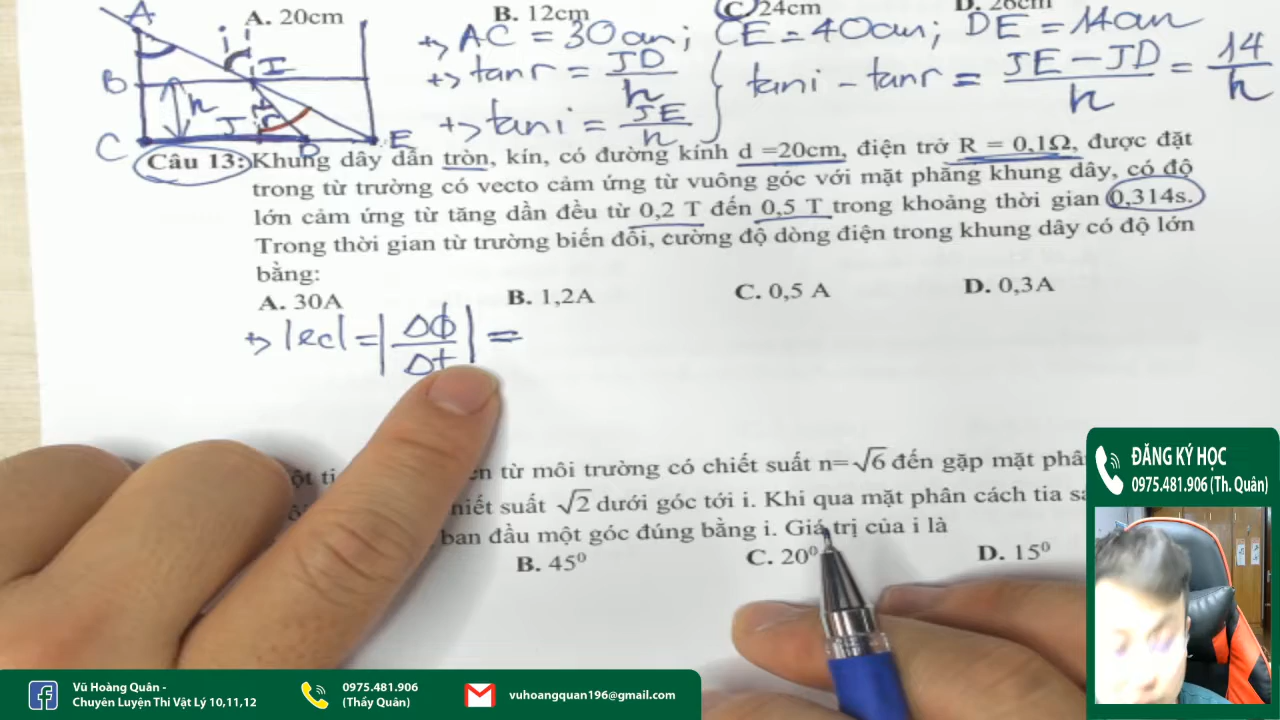 A. 20cm B. 12cm C. 24cm D. 26cm
A i I B h J r C D E
↦ AC = 30cm; CE = 40cm; DE = 14cm
↦ tanr = JD/h
↦ tani = JE/h
tani - tanr = JE - JD/h = 14/h
Câu 13: Khung dây dẫn tròn, kín, có đường kính d =20cm, điện trở R = 0,1Ω, được đặt
trong từ trường có vecto cảm ứng từ vuông góc với mặt phẳng khung dây, có độ
lớn cảm ứng từ tăng dần đều từ 0,2 T đến 0,5 T trong khoảng thời gian 0,314s.
Trong thời gian từ trường biến đổi, cường độ dòng điện trong khung dây có độ lớn
bằng:
A. 30A B. 1,2A C. 0,5 A D. 0,3A
↦ |ec| = |ΔΦ/Δt| =
từ môi trường có chiết suất n=√6 đến gặp mặt phân
suất √2 dưới góc tới i. Khi qua mặt phân cách tia
ban đầu một góc đúng bằng i. Giá trị của i là
B. 45⁰ C. 20⁰ D. 15⁰
ĐĂNG KÝ HỌC
0975.481.906 (Th. Quân)
Vũ Hoàng Quân -
Chuyên Luyện Thi Vật Lý 10,11,12
0975.481.906
(Thầy Quân)
vuhoangquan196@gmail.com